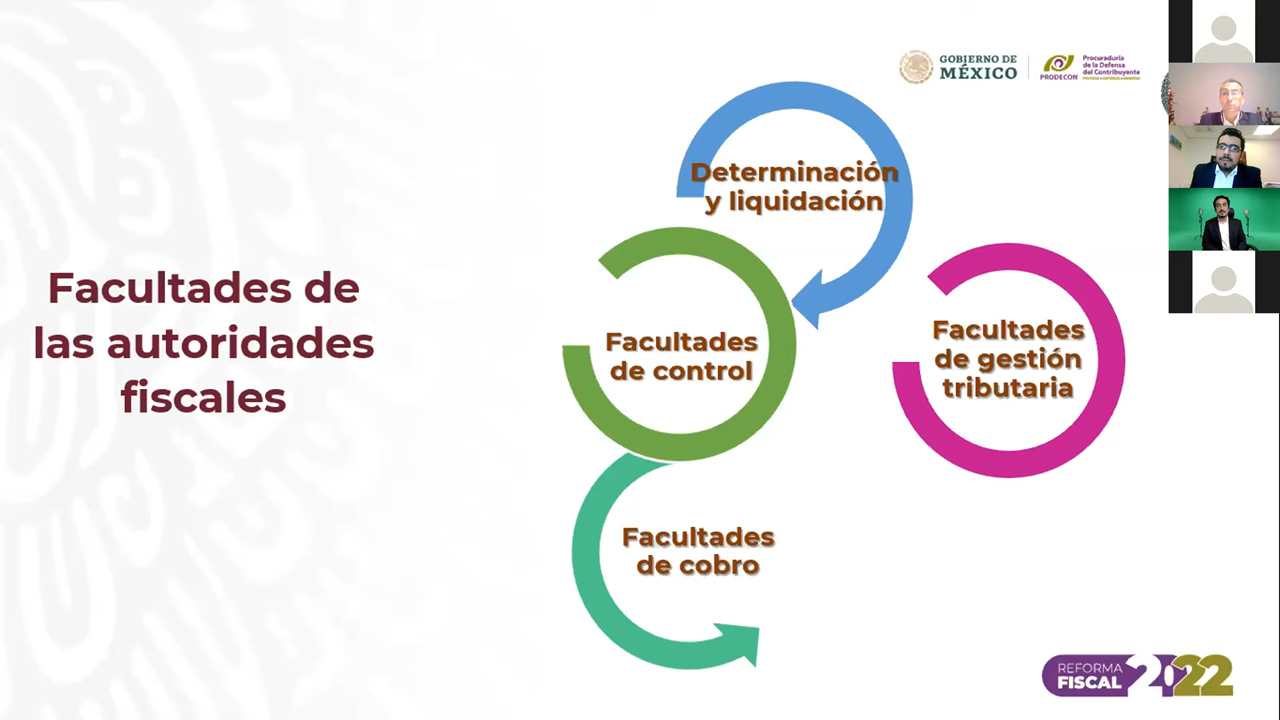 GOBIERNO DE
MÉXICO
PRODECON
Procuraduría
de la Defensa
del Contribuyente
Determinación
y liquidación
Facultades de
las autoridades
fiscales
Facultades
de control
Facultades
de gestión
tributaria
Facultades
de cobro
REFORMA
FISCAL
2022